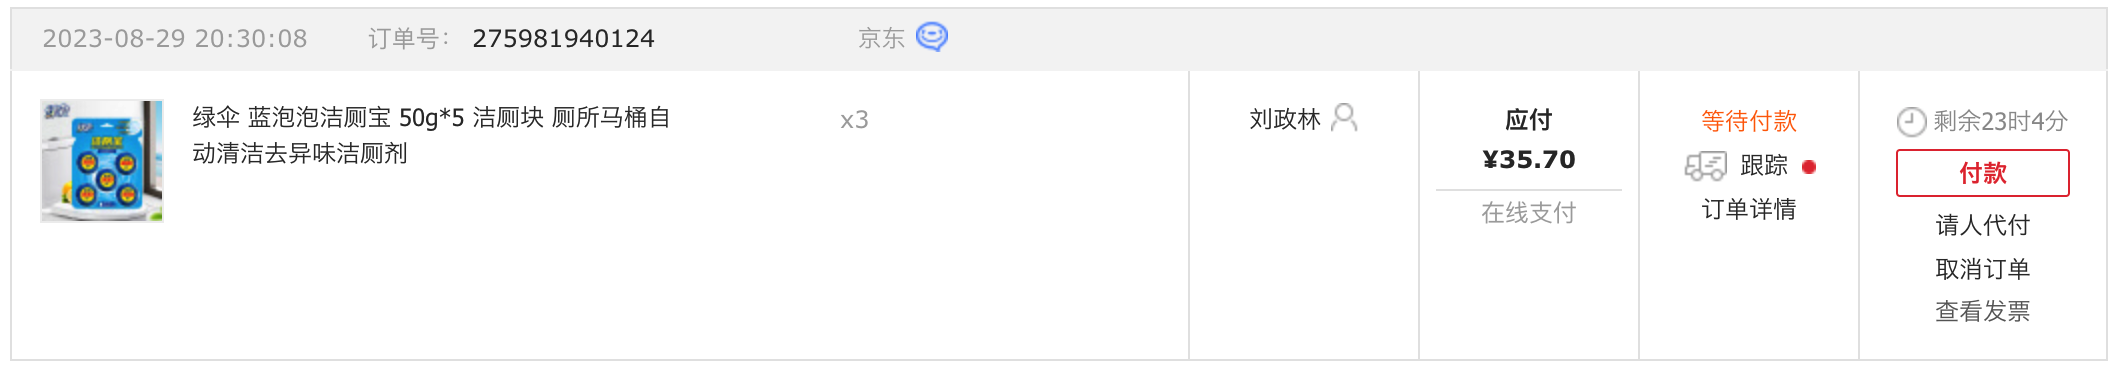 2023-08-29 20:30:08 订单号： 275981940124 京东
绿伞 蓝泡泡洁厕宝 50g*5 洁厕块 厕所马桶自
动清洁去异味洁厕剂
x3
刘政林
应付
¥35.70
在线支付
等待付款
跟踪
订单详情
剩余23时4分
付款
请人代付
取消订单
查看发票